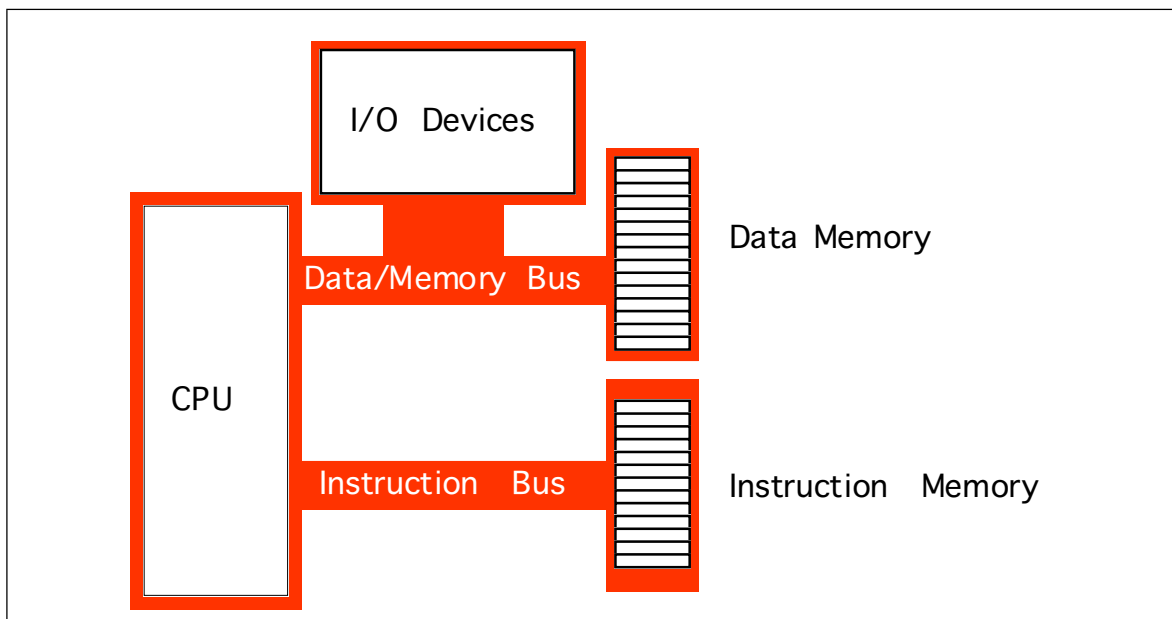 I/O Devices
Data Memory
Data/Memory Bus
CPU
Instruction Bus
Instruction Memory